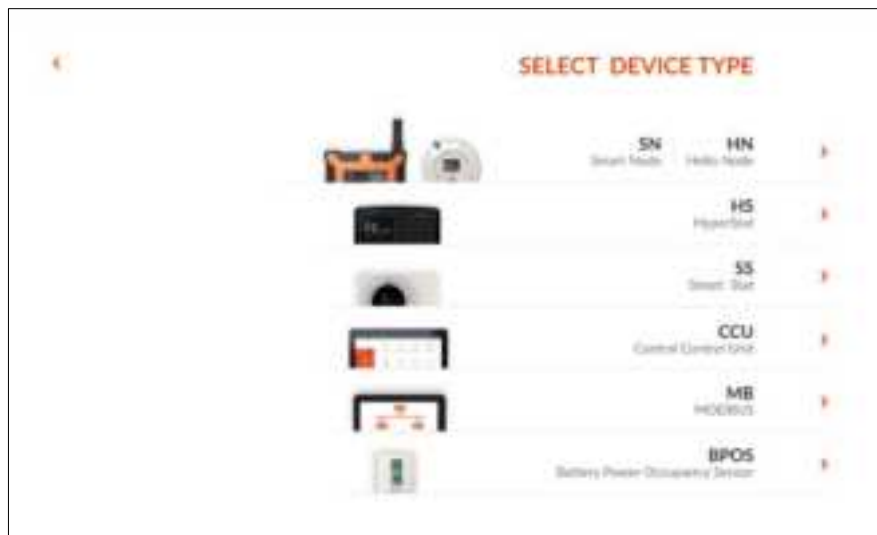 SELECT DEVICE TYPE
SN HN
Smart Node Helio Node
HS
HyperStat
SS
Smart Stat
CCU
Central Control Unit
MB
MODBUS
BPOS
Battery Power Occupancy Sensor